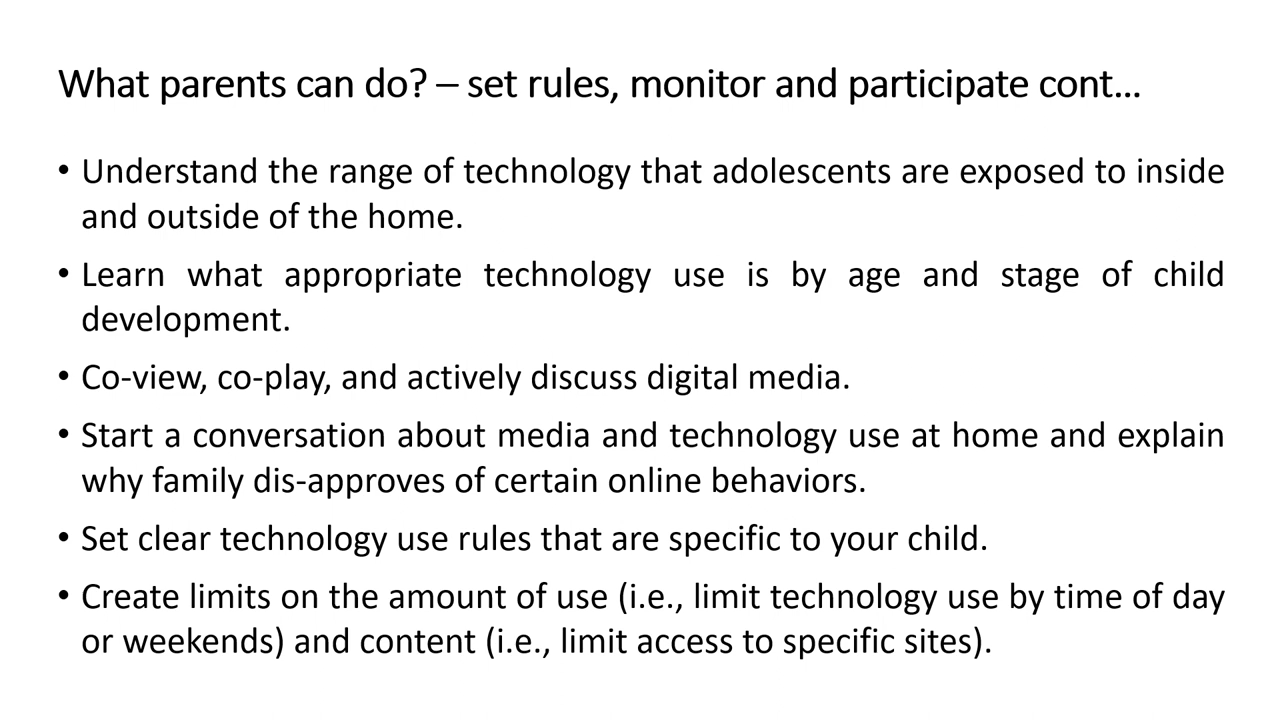 What parents can do? – set rules, monitor and participate cont…
• Understand the range of technology that adolescents are exposed to inside
and outside of the home.
• Learn what appropriate technology use is by age and stage of child
development.
• Co-view, co-play, and actively discuss digital media.
• Start a conversation about media and technology use at home and explain
why family dis-approves of certain online behaviors.
• Set clear technology use rules that are specific to your child.
• Create limits on the amount of use (i.e., limit technology use by time of day
or weekends) and content (i.e., limit access to specific sites).